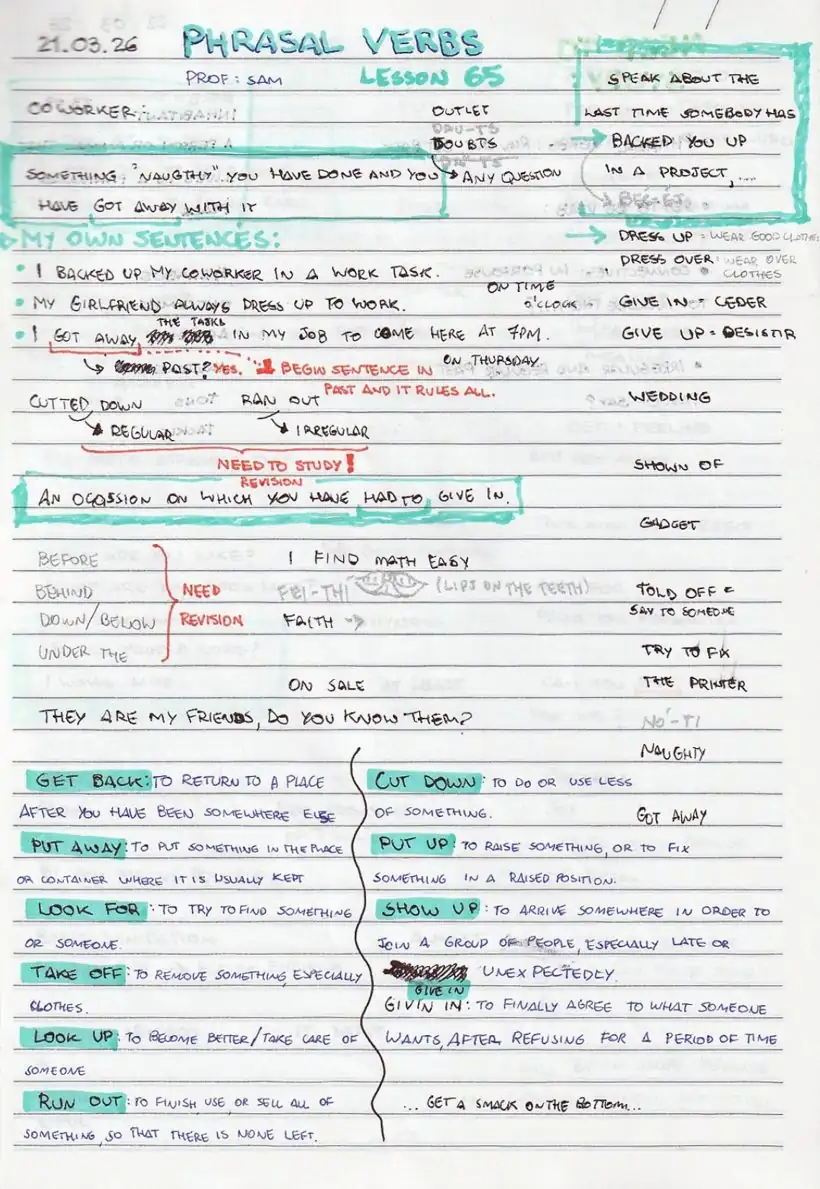 21.03.26 PHRASAL VERBS
PROF: SAM LESSON 65
SPEAK ABOUT THE
LAST TIME SOMEBODY HAS
BACKED YOU UP
IN A PROJECT,...
COWORKER:
OUTLET
DOUBTS
ANY QUESTION
SOMETHING "NAUGTHY" YOU HAVE DONE AND YOU
HAVE GOT AWAY WITH IT
MY OWN SENTENCES:
DRESS UP = WEAR GOOD CLOTHES
DRESS OVER: WEAR OVER
CLOTHES
• I BACKED UP MY COWORKER IN A WORK TASK.
ON TIME
• MY GIRLFRIEND ALWAYS DRESS UP TO WORK.
O'CLOCK
GIVE IN = CEDER
THE TASKS
• I GOT AWAY IN MY JOB TO COME HERE AT 7PM.
GIVE UP = DESISTIR
PAST? YES. BEGIN SENTENCE IN
ON THURSDAY
PAST AND IT RULES ALL.
CUTTED DOWN RAN OUT
WEDDING
REGULAR IRREGULAR
NEED TO STUDY!
SHOWN OF
REVISION
AN OCASSION ON WHICH YOU HAVE HAD TO GIVE IN.
GADGET
BEFORE
I FIND MATH EASY
BEHIND
NEED
FEI-THI (LIPS ON THE TEETH)
TOLD OFF =
SAY TO SOMEONE
DOWN/BELOW
REVISION
FAITH
UNDER THE
TRY TO FIX
ON SALE
THE PRINTER
THEY ARE MY FRIENDS, DO YOU KNOW THEM?
NO'-TI
NAUGHTY
GET BACK: TO RETURN TO A PLACE
AFTER YOU HAVE BEEN SOMEWHERE ELSE
PUT AWAY: TO PUT SOMETHING IN THE PLACE
OR CONTAINER WHERE IT IS USUALLY KEPT
LOOK FOR: TO TRY TO FIND SOMETHING
OR SOMEONE.
TAKE OFF: TO REMOVE SOMETHING, ESPECIALLY
CLOTHES.
LOOK UP: TO BECOME BETTER/TAKE CARE OF
SOMEONE
RUN OUT: TO FINISH USE, OR SELL ALL OF
SOMETHING, SO THAT THERE IS NONE LEFT.
CUT DOWN: TO DO OR USE LESS
OF SOMETHING.
GOT AWAY
PUT UP: TO RAISE SOMETHING, OR TO FIX
SOMETHING IN A RAISED POSITION.
SHOW UP: TO ARRIVE SOMEWHERE IN ORDER TO
JOIN A GROUP OF PEOPLE, ESPECIALLY LATE OR
UNEXPECTEDLY.
GIVE IN
GIVIN IN: TO FINALLY AGREE TO WHAT SOMEONE
WANTS, AFTER REFUSING FOR A PERIOD OF TIME
... GET A SMACK ON THE BOTTOM...